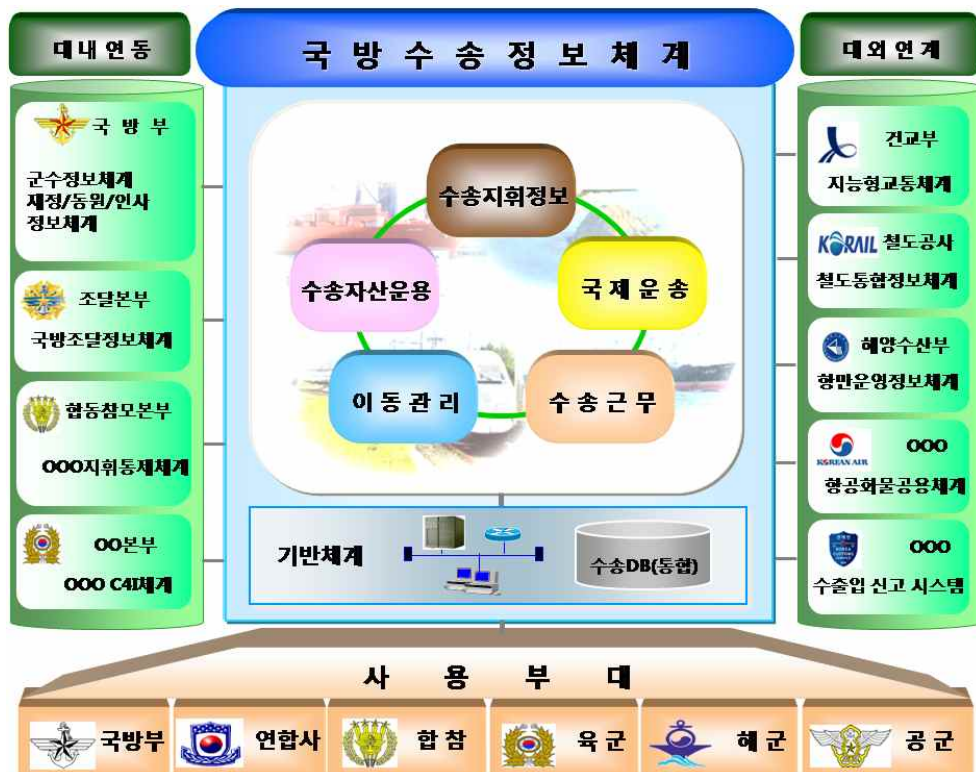 대내연동
국방수송정보체계
대외연계
국방부
군수정보체계
재정/동원/인사
정보체계
조달본부
국방조달정보체계
합동참모본부
OOO지휘통제체계
OO본부
OOO C4I체계
수송지휘정보
수송자산운용
국제운송
이동관리
수송근무
기반체계
수송DB(통합)
건교부
지능형교통체계
KORAIL 철도공사
철도통합정보체계
해양수산부
항만운영정보체계
KOREAN AIR
OOO
항공화물공용체계
OOO
수출입 신고 시스템
사용부대
국방부
연합사
합참
육군
해군
공군